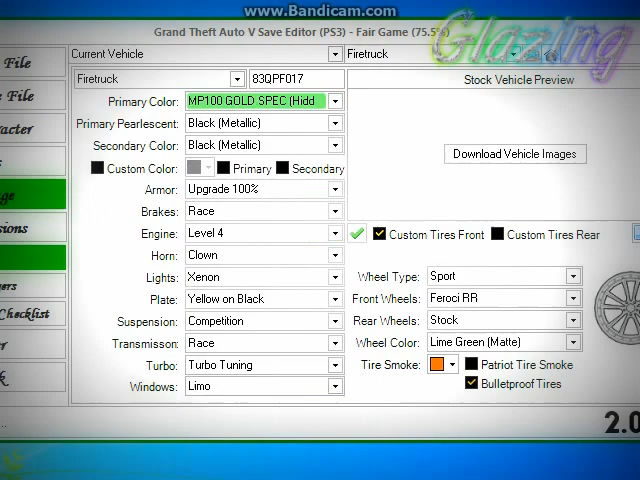 www.Bandicam.com
Grand Theft Auto V Save Editor (PS3) - Fair Game (75.5%)
Glazing
File
Current Vehicle
Firetruck
Firetruck
83QPF017
Stock Vehicle Preview
File
Primary Color: MP100 GOLD SPEC (Hidd
Primary Pearlescent: Black (Metallic)
Secondary Color: Black (Metallic)
Download Vehicle Images
Custom Color: Primary Secondary
Armor: Upgrade 100%
Brakes: Race
Engine: Level 4
Custom Tires Front Custom Tires Rear
Horn: Clown
Lights: Xenon
Wheel Type: Sport
Plate: Yellow on Black
Front Wheels: Feroci RR
Checklist
Suspension: Competition
Rear Wheels: Stock
Transmisson: Race
Wheel Color: Lime Green (Matte)
Turbo: Turbo Tuning
Tire Smoke: Patriot Tire Smoke
Windows: Limo
Bulletproof Tires
2.0